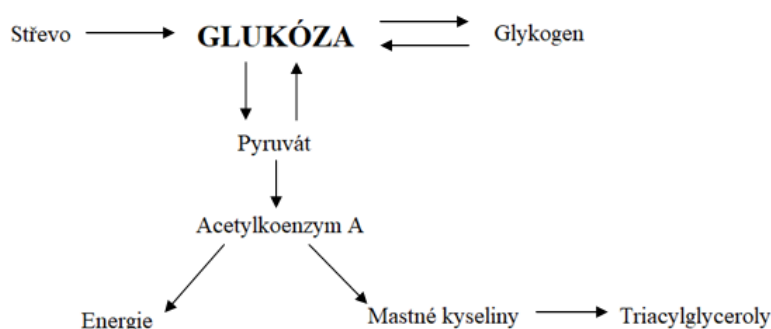 Střevo
GLUKÓZA
Glykogen
Pyruvát
Acetylkoenzym A
Energie
Mastné kyseliny
Triacylglyceroly